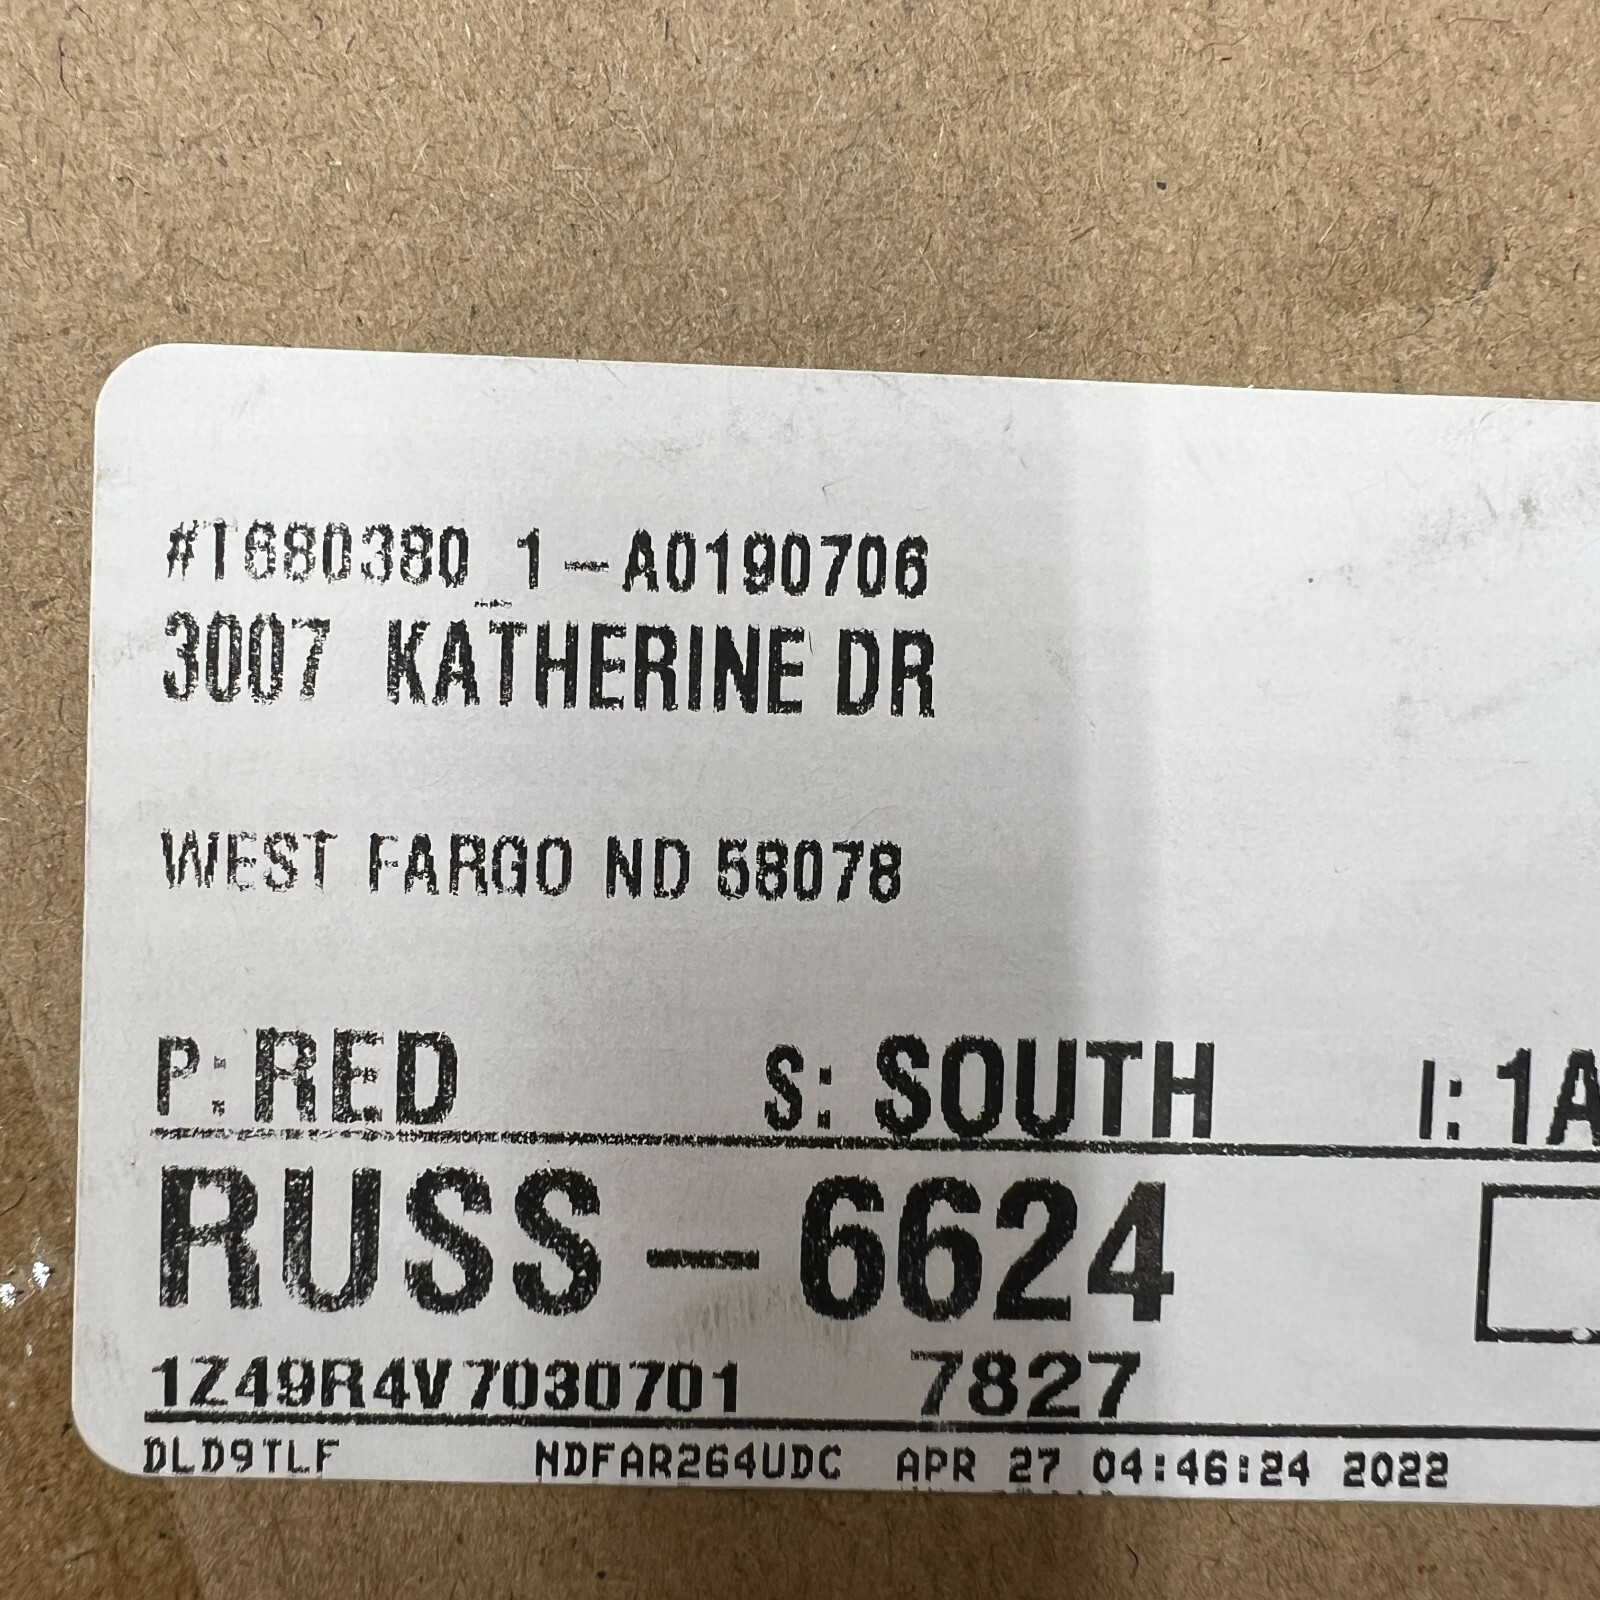 #T680380 1-A0190706
3007 KATHERINE DR
WEST FARGO ND 58078
P: RED S: SOUTH I: 1A
RUSS-6624
1Z49R4V7030701 7827
DLD9TLF NDFAR264UDC APR 27 04:46:24 2022